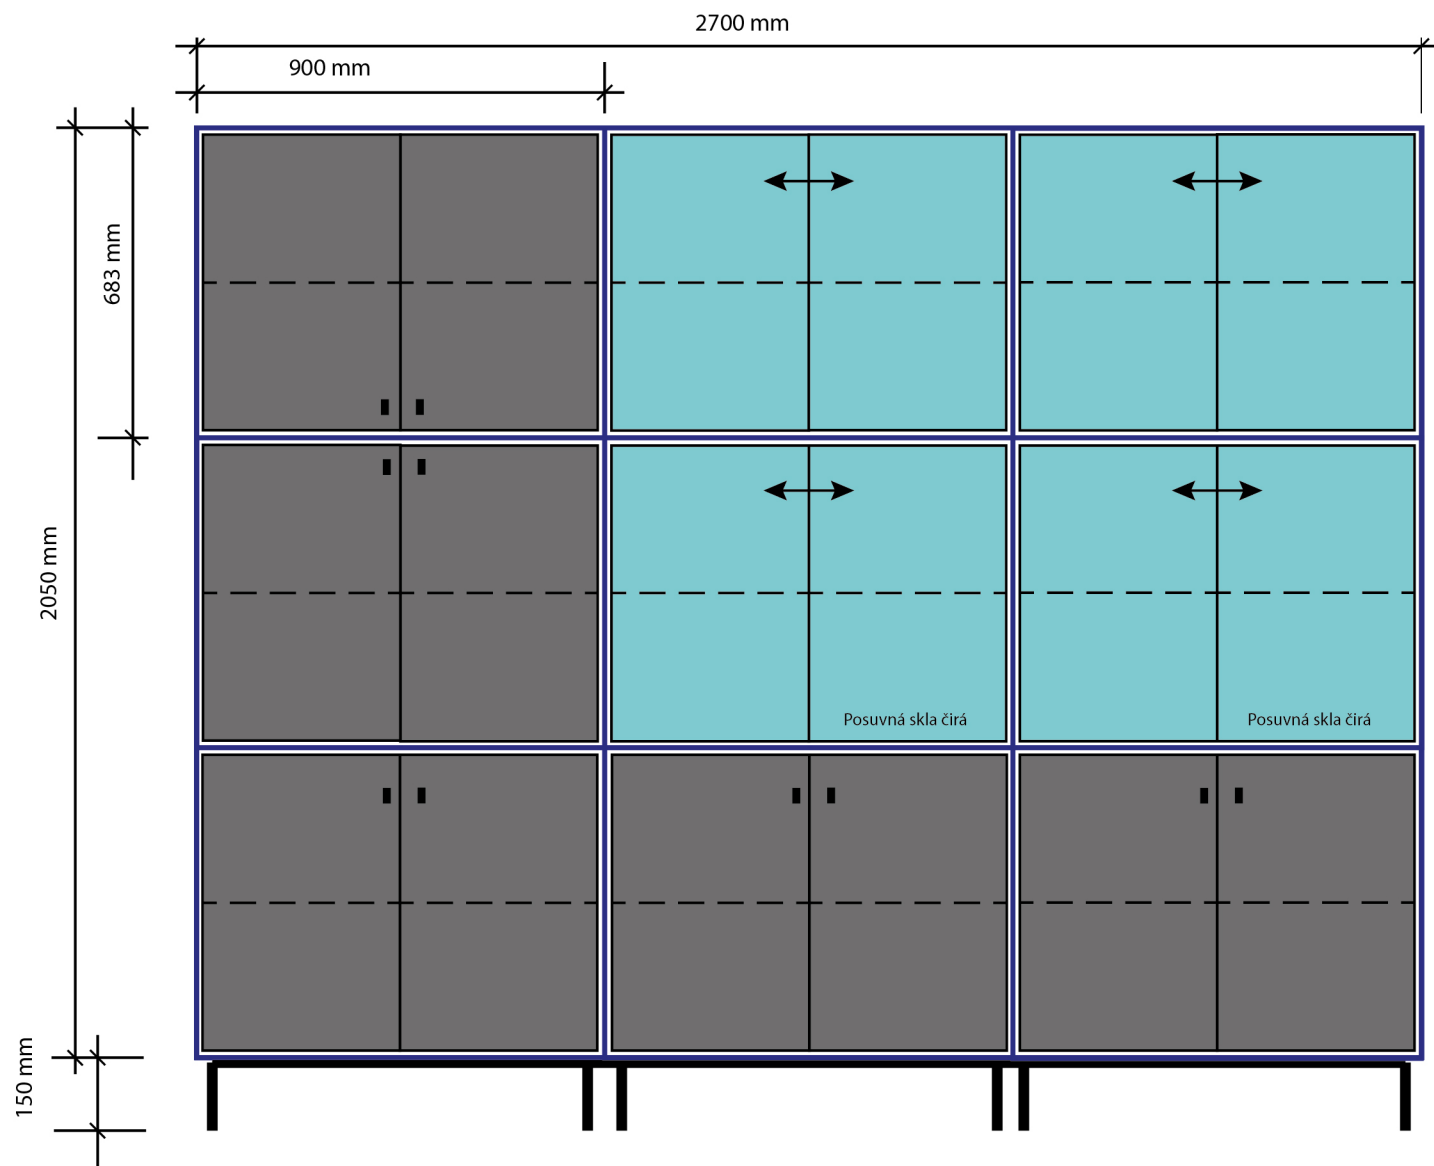 2700 mm
900 mm
683 mm
2050 mm
Posuvná skla čirá
Posuvná skla čirá
150 mm